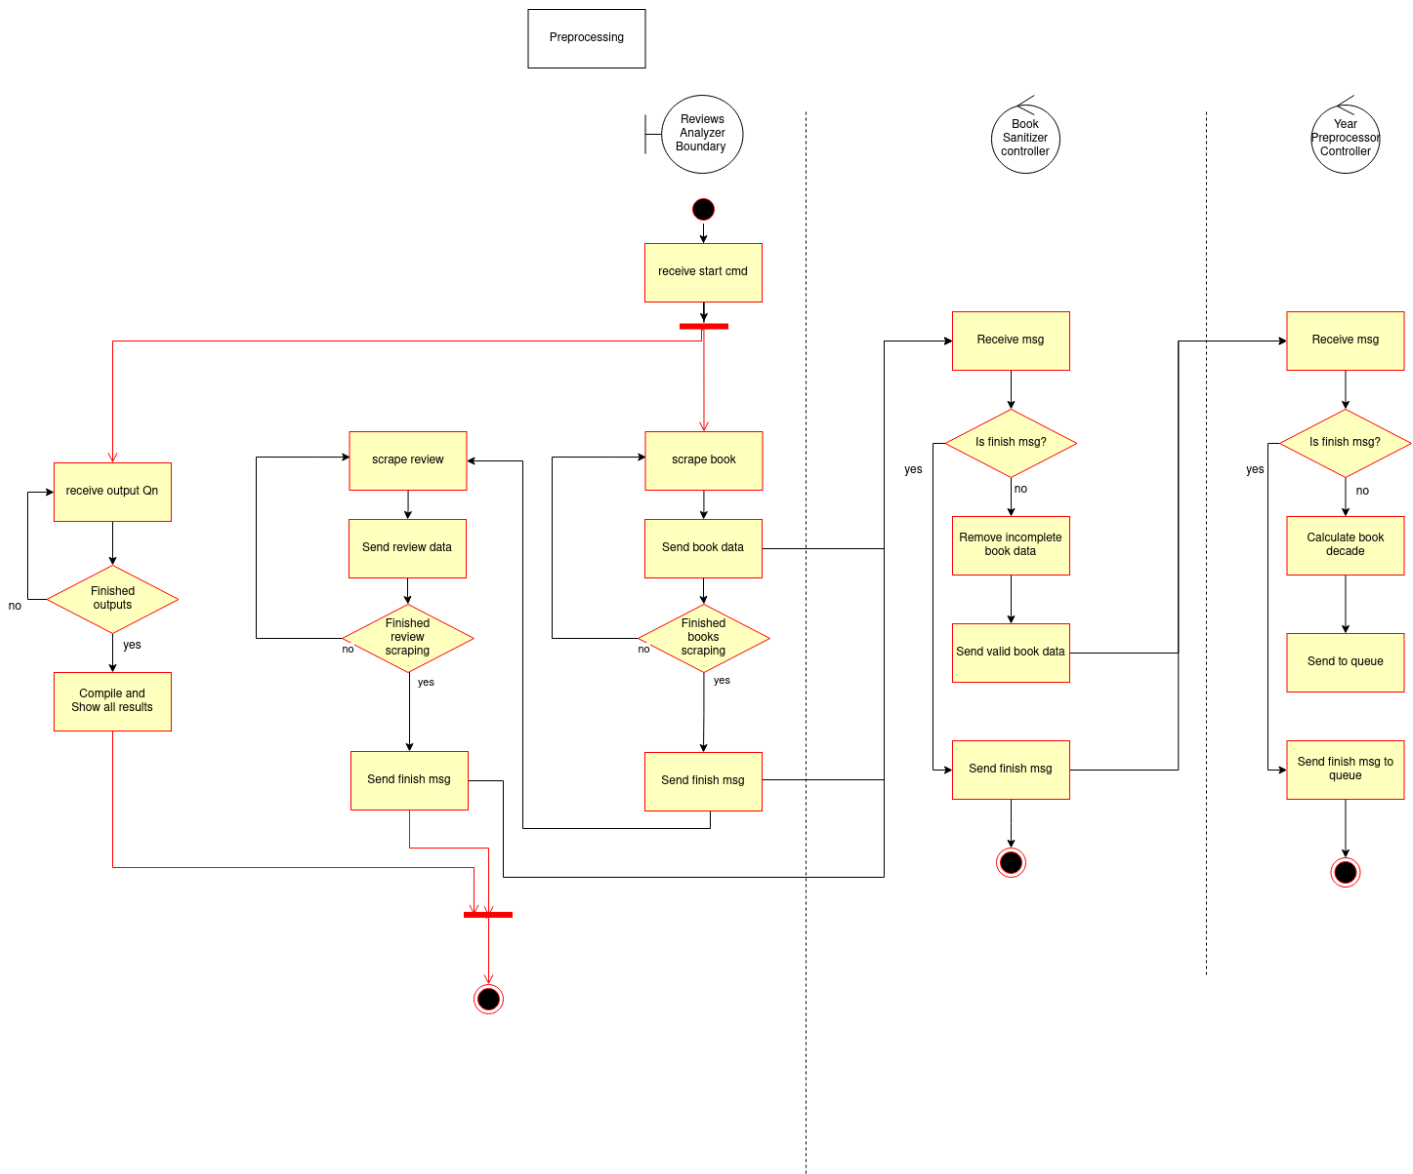 Preprocessing
Reviews
Analyzer
Boundary
Book
Sanitizer
controller
Year
Preprocessor
Controller
receive start cmd
Receive msg
Receive msg
Is finish msg?
Is finish msg?
yes
no
yes
no
scrape review
scrape book
receive output Qn
Send review data
Send book data
Remove incomplete
book data
Calculate book
decade
Finished
outputs
no
yes
Finished
review
scraping
no
yes
Finished
books
scraping
no
yes
Send valid book data
Send to queue
Compile and
Show all results
Send finish msg
Send finish msg
Send finish msg
Send finish msg to
queue